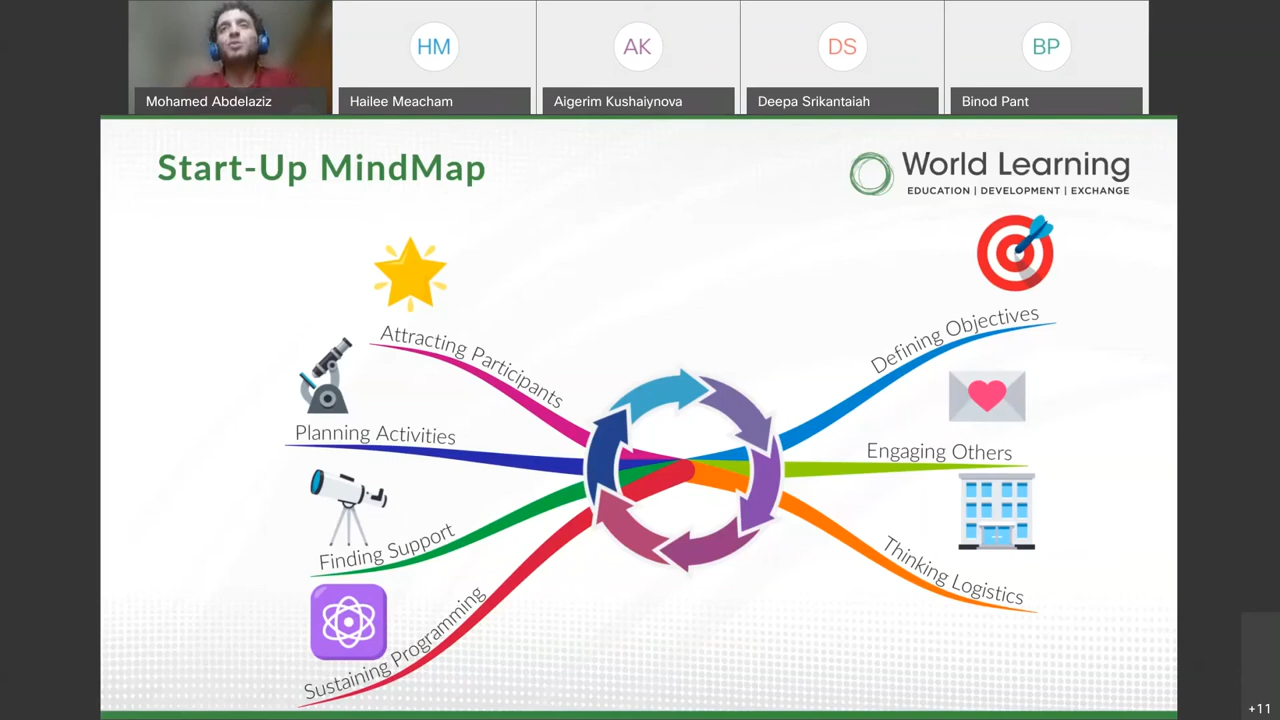 HM
AK
DS
BP
Mohamed Abdelaziz
Hailee Meacham
Aigerim Kushaiynova
Deepa Srikantaiah
Binod Pant
Start-Up MindMap
World Learning
EDUCATION | DEVELOPMENT | EXCHANGE
Attracting Participants
Defining Objectives
Planning Activities
Engaging Others
Finding Support
Thinking Logistics
Sustaining Programming
+11